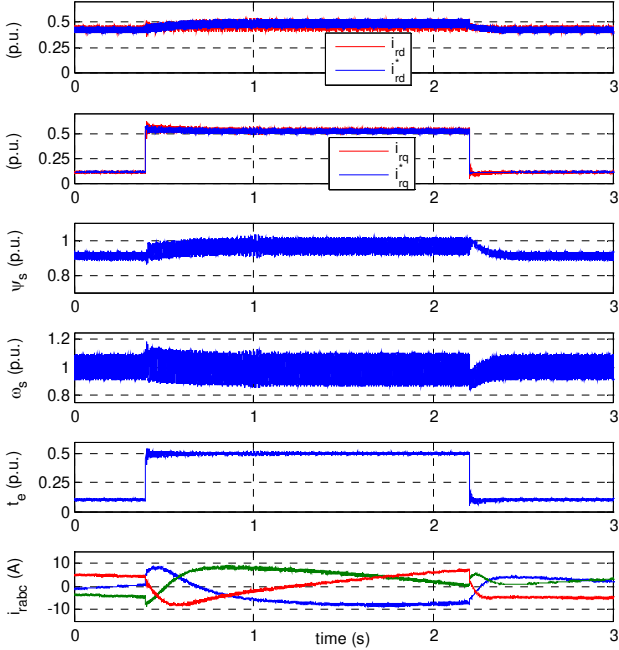 (p.u.)
0.5
0.25
0
0 1 2 3
i_rd
i*_rd
(p.u.)
0.5
0.25
0
0 1 2 3
i_rq
i*_rq
ψ_s (p.u.)
1
0.8
0 1 2 3
ω_s (p.u.)
1.2
1
0.8
0 1 2 3
t_e (p.u.)
0.5
0.25
0
0 1 2 3
i_rabc (A)
10
0
-10
0 1 2 3
time (s)